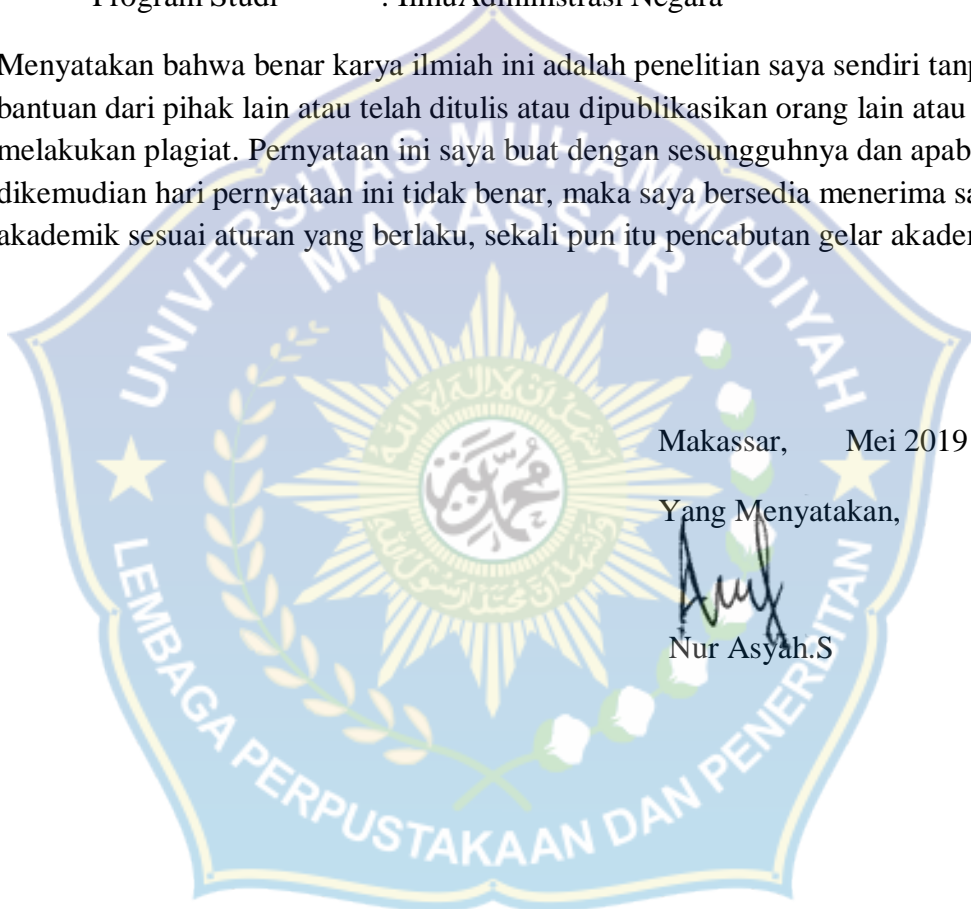 Program Studi : IlmuAdministrasi Negara
Menyatakan bahwa benar karya ilmiah ini adalah penelitian saya sendiri tanp
bantuan dari pihak lain atau telah ditulis atau dipublikasikan orang lain atau
melakukan plagiat. Pernyataan ini saya buat dengan sesungguhnya dan apab
dikemudian hari pernyataan ini tidak benar, maka saya bersedia menerima sa
akademik sesuai aturan yang berlaku, sekali pun itu pencabutan gelar akader
UNIVERSITAS MUHAMMADIYAH
MAKASSAR
Makassar, Mei 2019
Yang Menyatakan,
Nur Asyah.S
LEMBAGA PERPUSTAKAAN DAN PENERBITAN